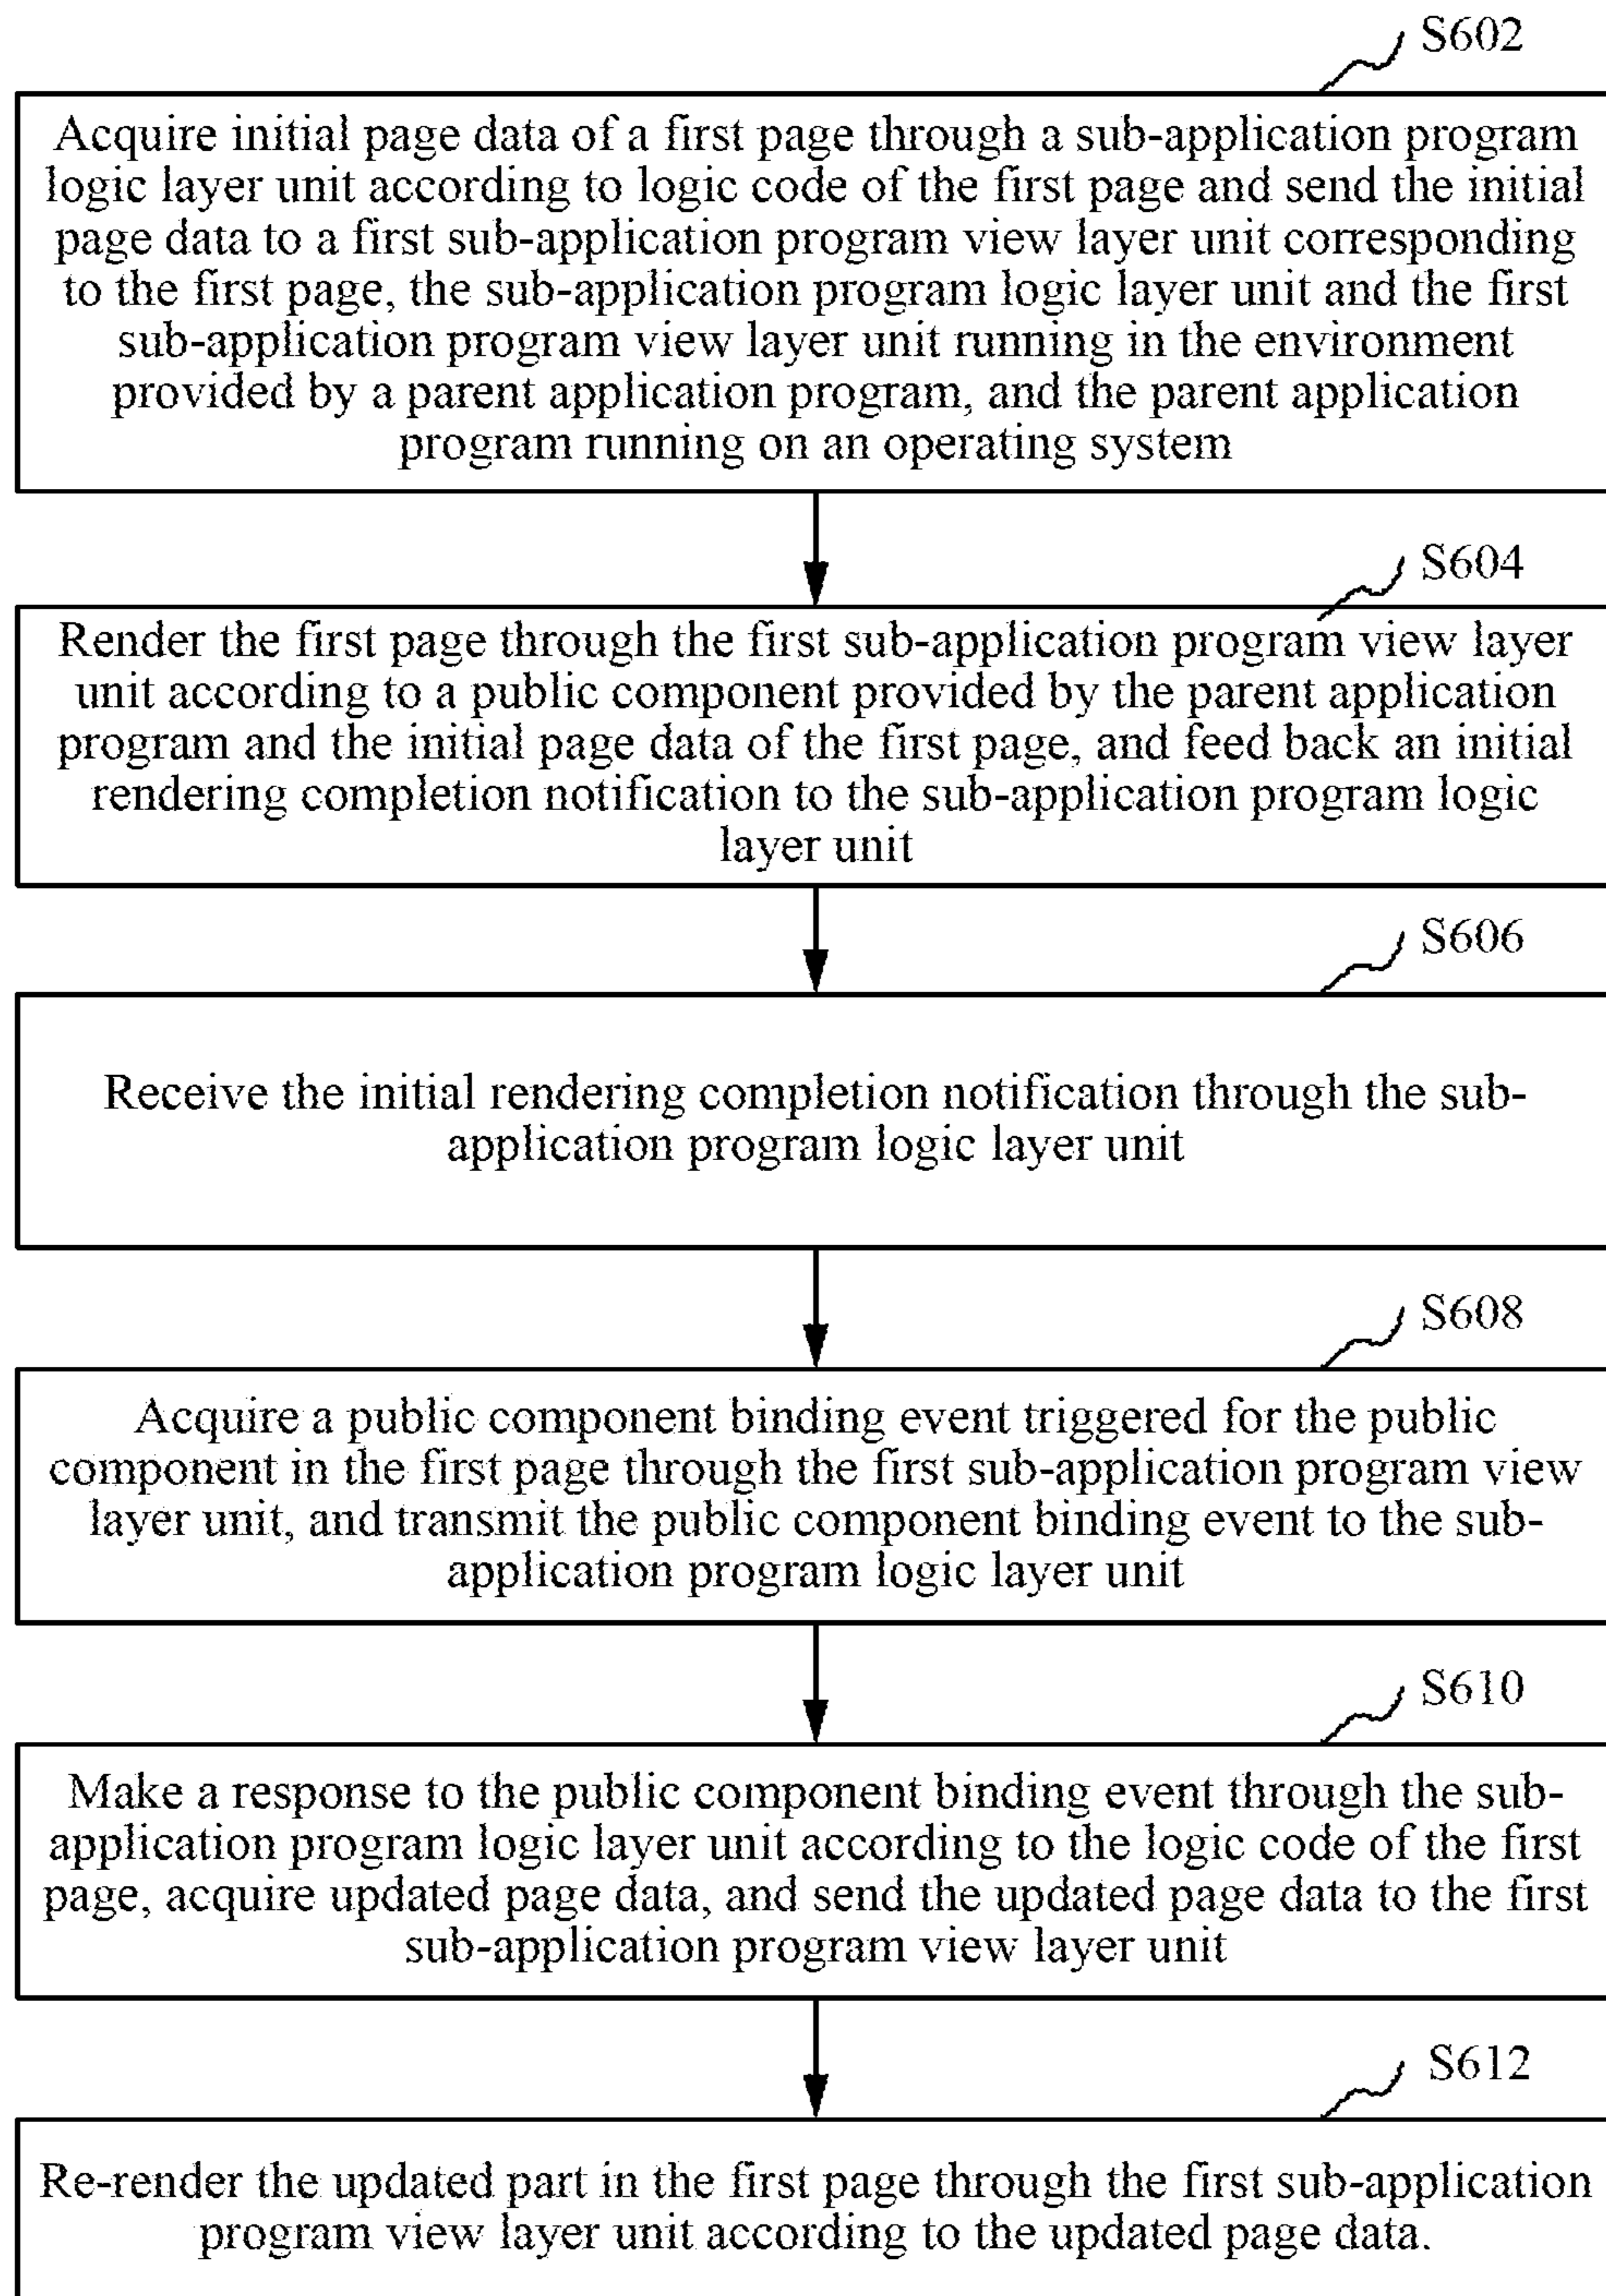 S602
Acquire initial page data of a first page through a sub-application program
logic layer unit according to logic code of the first page and send the initial
page data to a first sub-application program view layer unit corresponding
to the first page, the sub-application program logic layer unit and the first
sub-application program view layer unit running in the environment
provided by a parent application program, and the parent application
program running on an operating system
S604
Render the first page through the first sub-application program view layer
unit according to a public component provided by the parent application
program and the initial page data of the first page, and feed back an initial
rendering completion notification to the sub-application program logic
layer unit
S606
Receive the initial rendering completion notification through the sub-
application program logic layer unit
S608
Acquire a public component binding event triggered for the public
component in the first page through the first sub-application program view
layer unit, and transmit the public component binding event to the sub-
application program logic layer unit
S610
Make a response to the public component binding event through the sub-
application program logic layer unit according to the logic code of the first
page, acquire updated page data, and send the updated page data to the first
sub-application program view layer unit
S612
Re-render the updated part in the first page through the first sub-application
program view layer unit according to the updated page data.